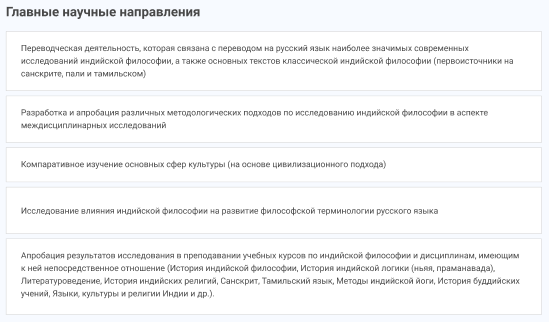 Главные научные направления
Переводческая деятельность, которая связана с переводом на русский язык наиболее значимых современных
исследований индийской философии, а также основных текстов классической индийской философии (первоисточники на
санскрите, пали и тамильском)
Разработка и апробация различных методологических подходов по исследованию индийской философии в аспекте
междисциплинарных исследований
Компаративное изучение основных сфер культуры (на основе цивилизационного подхода)
Исследование влияния индийской философии на развитие философской терминологии русского языка
Апробация результатов исследования в преподавании учебных курсов по индийской философии и дисциплинам, имеющим
к ней непосредственное отношение (История индийской философии, История индийской логики (ньяя, праманавада),
Литературоведение, История индийских религий, Санскрит, Тамильский язык, Методы индийской йоги, История буддийских
учений, Языки, культуры и религии Индии и др.).